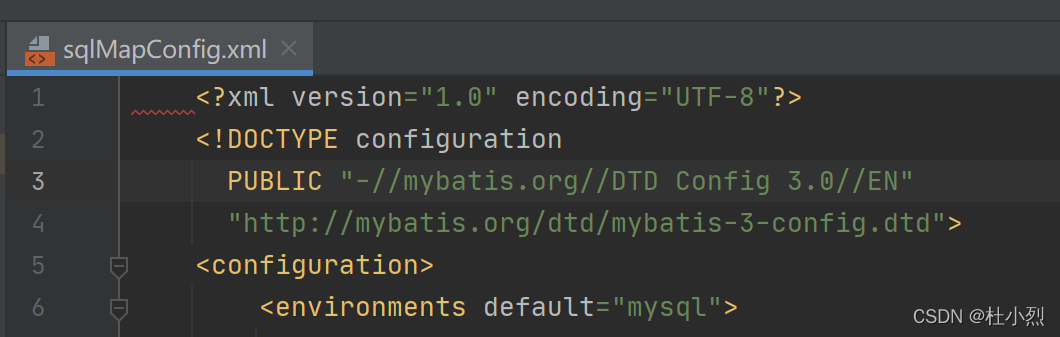 sqlMapConfig.xml
1 <?xml version="1.0" encoding="UTF-8"?>
2 <!DOCTYPE configuration
3 PUBLIC "-//mybatis.org//DTD Config 3.0//EN"
4 "http://mybatis.org/dtd/mybatis-3-config.dtd">
5 <configuration>
6 <environments default="mysql">
CSDN @杜小烈